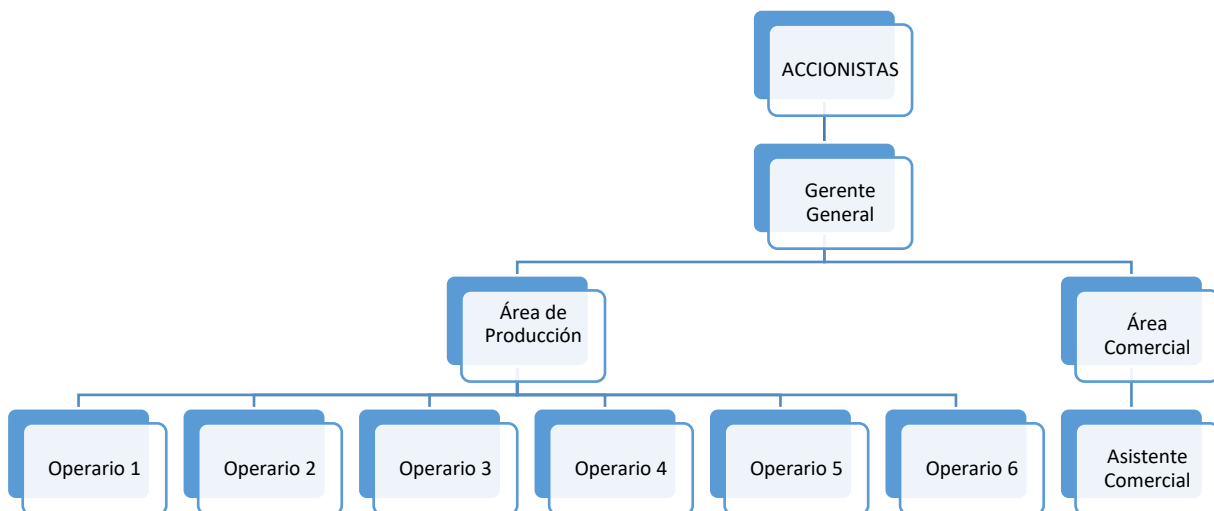 ACCIONISTAS
Gerente
General
Área de
Producción
Área
Comercial
Operario 1
Operario 2
Operario 3
Operario 4
Operario 5
Operario 6
Asistente
Comercial